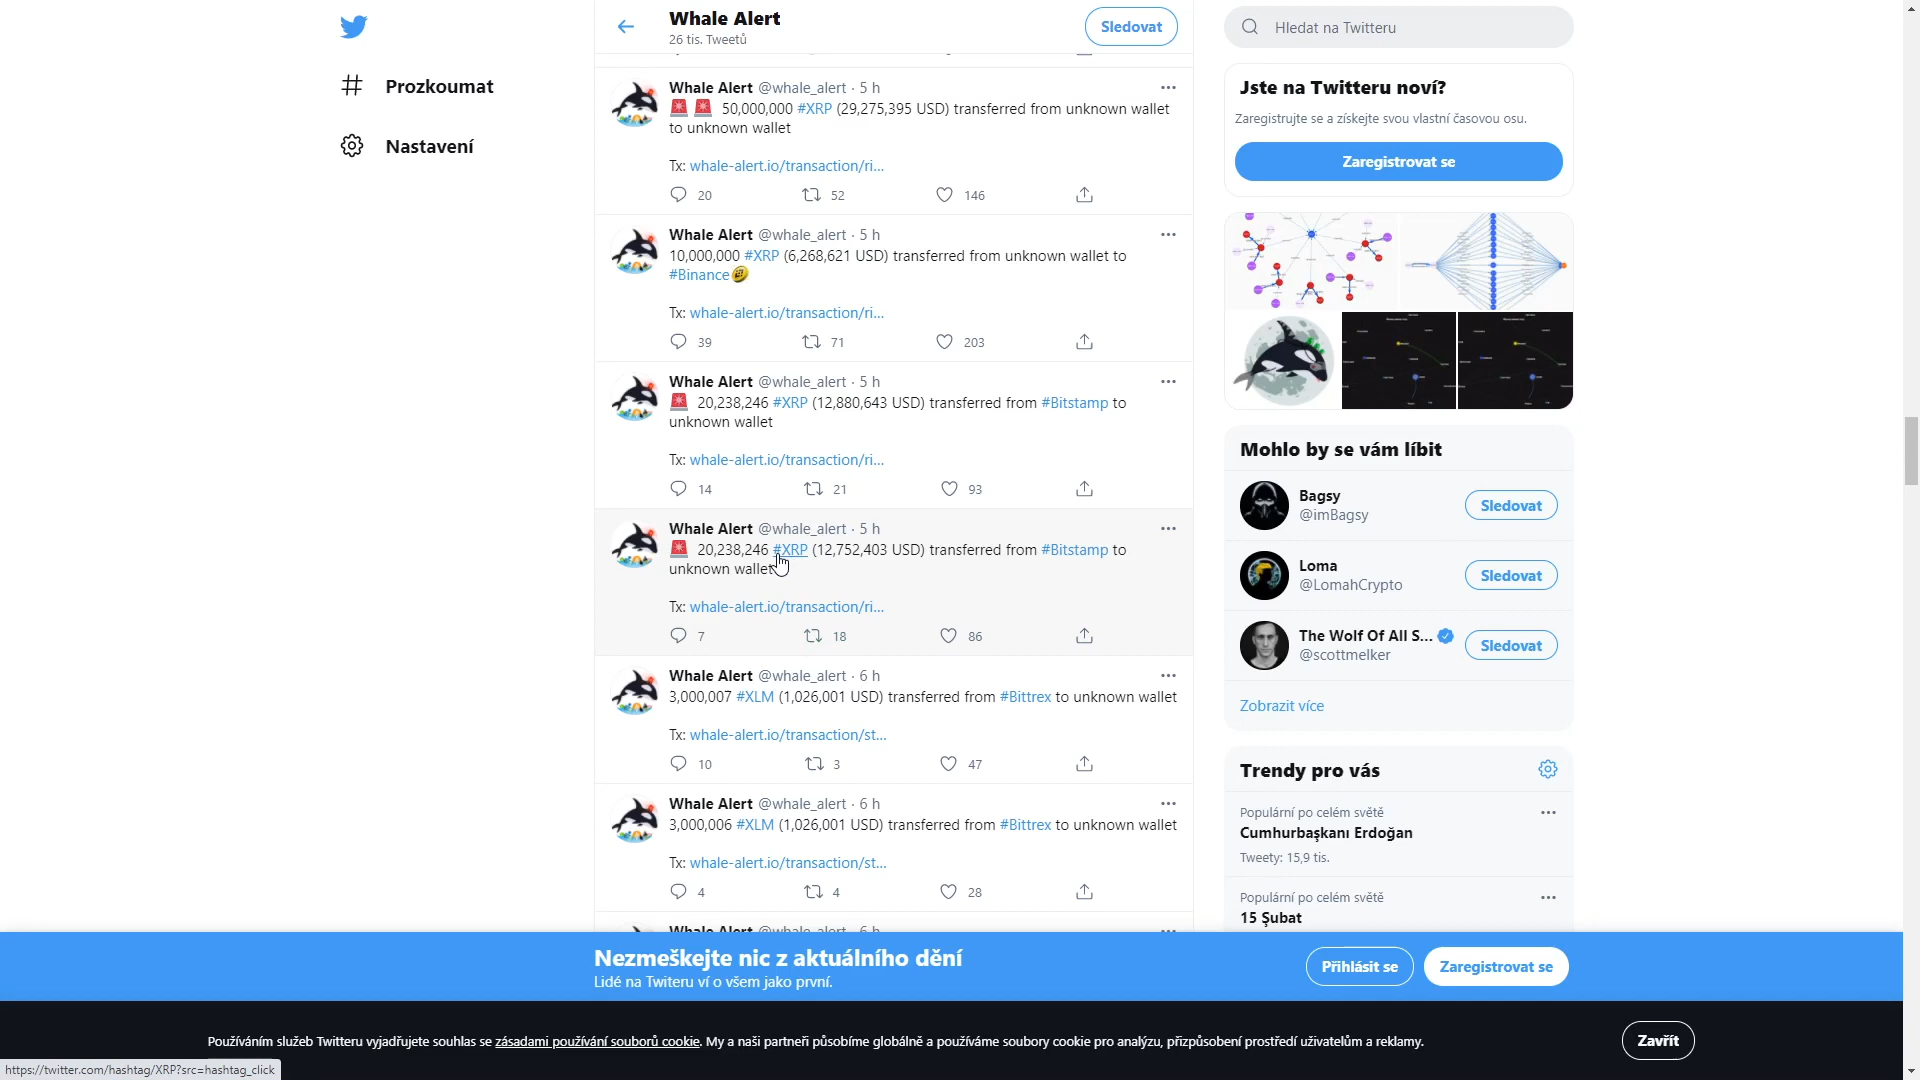 Prozkoumat
Nastavení
Whale Alert
26 tis. Tweetů
Sledovat
Whale Alert @whale_alert · 5 h
50,000,000 #XRP (29,275,395 USD) transferred from unknown wallet
to unknown wallet
Tx: whale-alert.io/transaction/ri...
20 52 146
Whale Alert @whale_alert · 5 h
10,000,000 #XRP (6,268,621 USD) transferred from unknown wallet to
#Binance
Tx: whale-alert.io/transaction/ri...
39 71 203
Whale Alert @whale_alert · 5 h
20,238,246 #XRP (12,880,643 USD) transferred from #Bitstamp to
unknown wallet
Tx: whale-alert.io/transaction/ri...
14 21 93
Whale Alert @whale_alert · 5 h
20,238,246 #XRP (12,752,403 USD) transferred from #Bitstamp to
unknown wallet
Tx: whale-alert.io/transaction/ri...
7 18 86
Whale Alert @whale_alert · 6 h
3,000,007 #XLM (1,026,001 USD) transferred from #Bittrex to unknown wallet
Tx: whale-alert.io/transaction/st...
10 3 47
Whale Alert @whale_alert · 6 h
3,000,006 #XLM (1,026,001 USD) transferred from #Bittrex to unknown wallet
Tx: whale-alert.io/transaction/st...
4 4 28
Whale Alert @whale_alert · 6 h
Hledat na Twitteru
Jste na Twitteru noví?
Zaregistrujte se a získejte svou vlastní časovou osu.
Zaregistrovat se
Mohlo by se vám líbit
Bagsy
@imBagsy
Sledovat
Loma
@LomahCrypto
Sledovat
The Wolf Of All S...
@scottmelker
Sledovat
Zobrazit více
Trendy pro vás
Populární po celém světě
Cumhurbaşkanı Erdoğan
Tweety: 15,9 tis.
Populární po celém světě
15 Şubat
Nezmeškejte nic z aktuálního dění
Lidé na Twiteru ví o všem jako první.
Přihlásit se
Zaregistrovat se
Používáním služeb Twitteru vyjadřujete souhlas se zásadami používání souborů cookie. My a naši partneři působíme globálně a používáme soubory cookie pro analýzu, přizpůsobení prostředí uživatelům a reklamy.
Zavřít
https://twitter.com/hashtag/XRP?src=hashtag_click